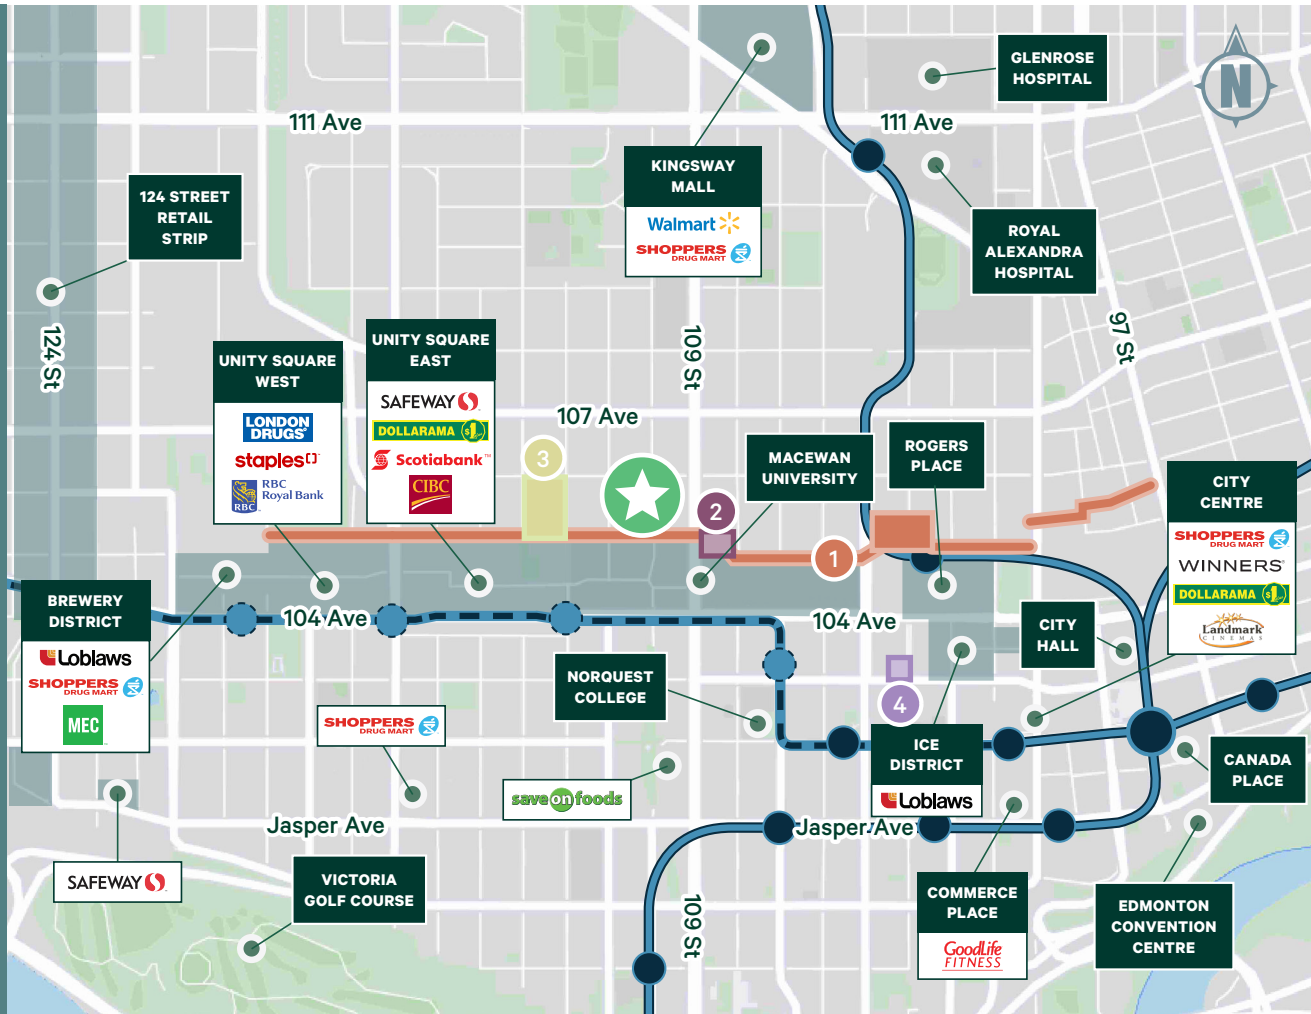 GLENROSE
HOSPITAL
N
111 Ave
111 Ave
KINGSWAY
MALL
Walmart
SHOPPERS
DRUG MART
124 STREET
RETAIL
STRIP
ROYAL
ALEXANDRA
HOSPITAL
124 St
109 St
97 St
UNITY SQUARE
WEST
LONDON
DRUGS
staples
RBC
RBC
Royal Bank
UNITY SQUARE
EAST
SAFEWAY
DOLLARAMA $1
Scotiabank™
CIBC
107 Ave
3
2
1
MACEWAN
UNIVERSITY
ROGERS
PLACE
CITY
CENTRE
SHOPPERS
DRUG MART
WINNERS
DOLLARAMA $1
Landmark
CINEMAS
BREWERY
DISTRICT
Loblaws
SHOPPERS
DRUG MART
MEC
104 Ave
104 Ave
CITY
HALL
NORQUEST
COLLEGE
4
SHOPPERS
DRUG MART
ICE
DISTRICT
Loblaws
CANADA
PLACE
save on foods
Jasper Ave
Jasper Ave
SAFEWAY
VICTORIA
GOLF COURSE
109 St
COMMERCE
PLACE
GoodLife
FITNESS
EDMONTON
CONVENTION
CENTRE